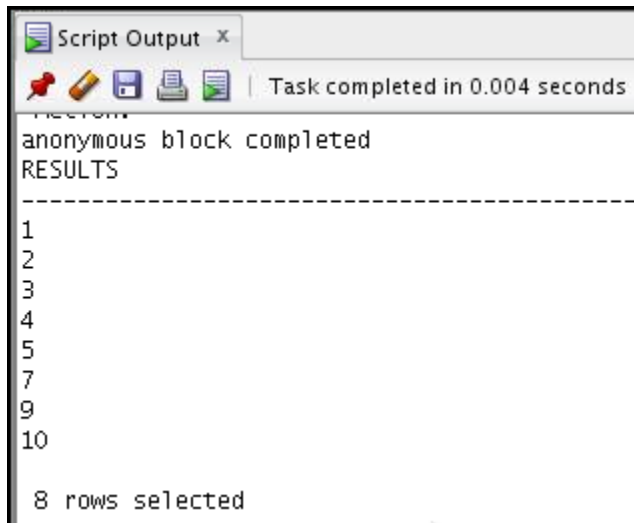 Script Output x
Task completed in 0.004 seconds
anonymous block completed
RESULTS
--------------------------------------------
1
2
3
4
5
7
9
10
8 rows selected